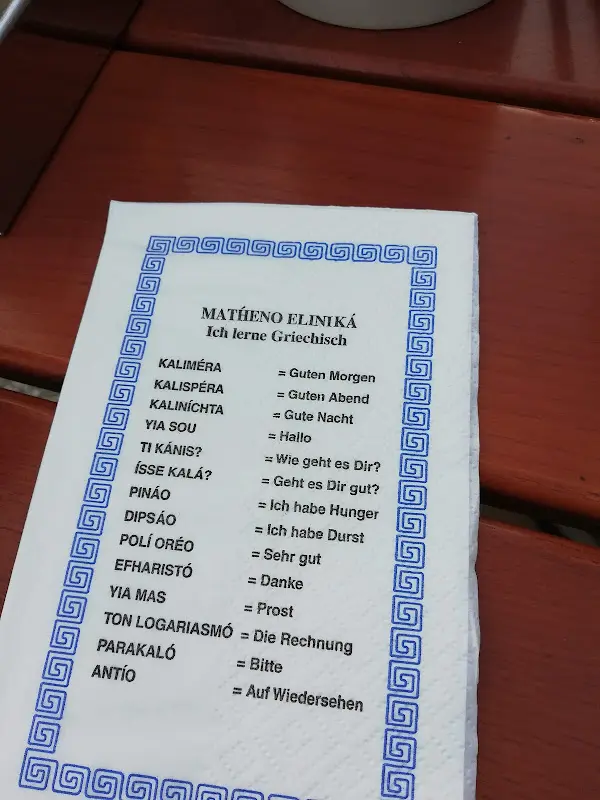 MATH́ENO ELINIKÁ
Ich lerne Griechisch
KALIMÉRA = Guten Morgen
KALISPÉRA = Guten Abend
KALINÍCHTA = Gute Nacht
YIA SOU = Hallo
TI KÁNIS? = Wie geht es Dir?
ÍSSE KALÁ? = Geht es Dir gut?
PINÁO = Ich habe Hunger
DIPSÁO = Ich habe Durst
POLÍ ORÉO = Sehr gut
EFHARISTÓ = Danke
YIA MAS = Prost
TON LOGARIASMÓ = Die Rechnung
PARAKALÓ = Bitte
ANTÍO = Auf Wiedersehen